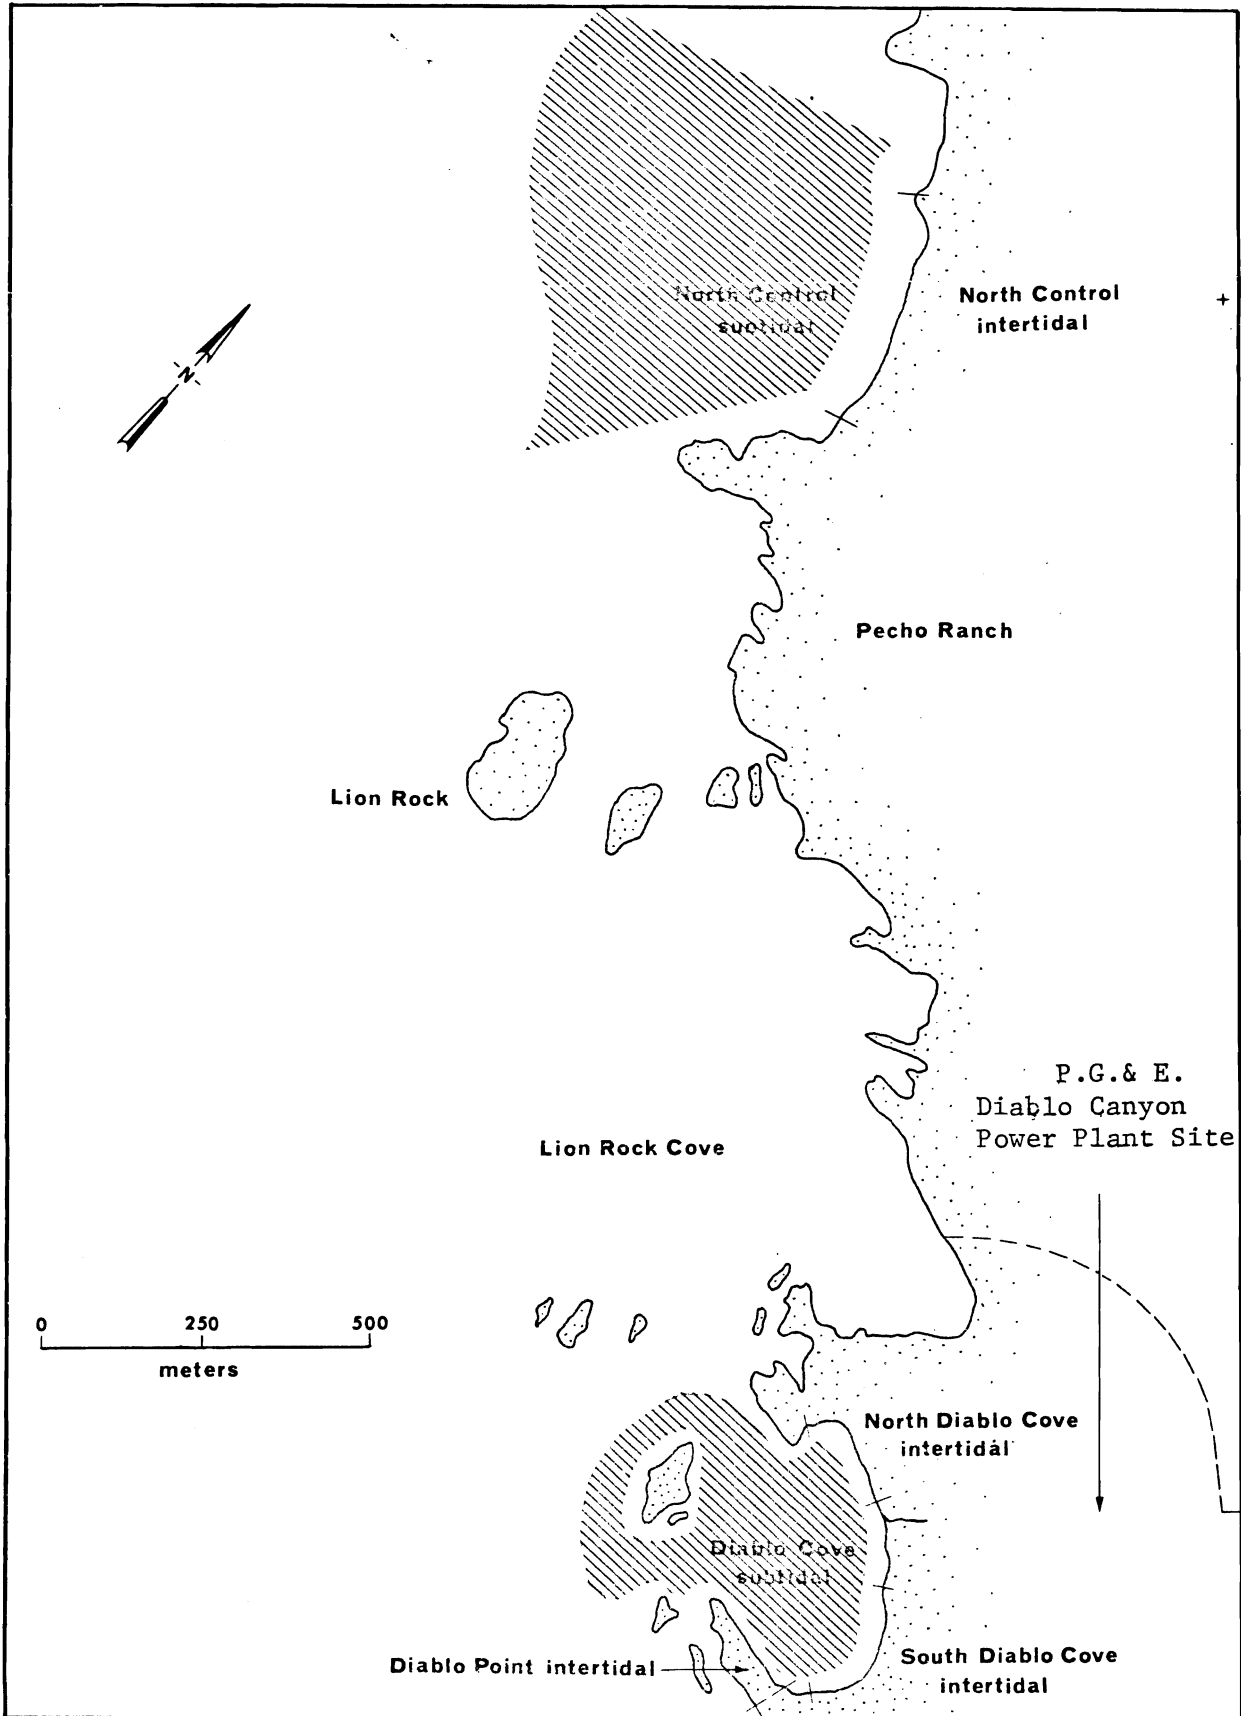 North Control
subtidal
North Control
intertidal
N
Pecho Ranch
Lion Rock
P.G.& E.
Diablo Canyon
Power Plant Site
Lion Rock Cove
0 250 500
meters
North Diablo Cove
intertidal
Diablo Cove
subtidal
Diablo Point intertidal
South Diablo Cove
intertidal